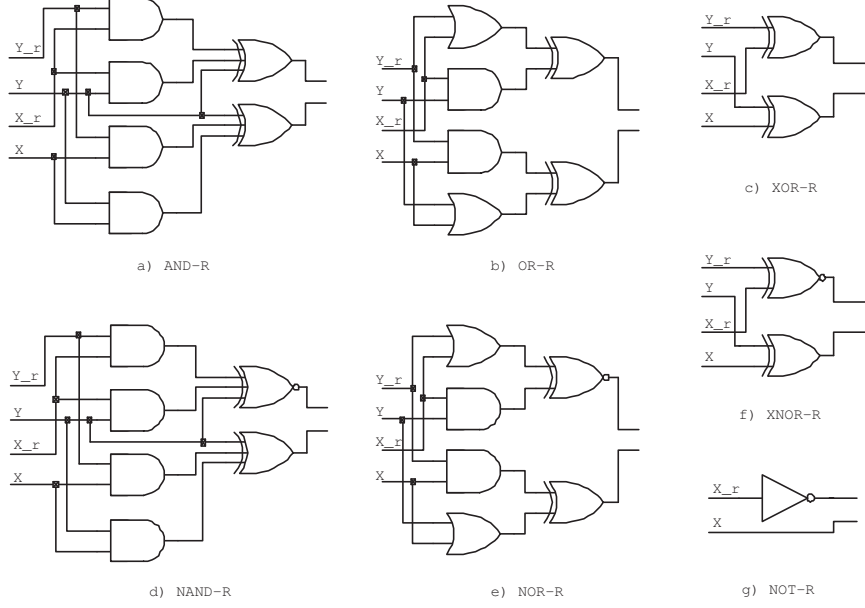 Y_r
Y
X_r
X
a) AND-R
Y_r
Y
X_r
X
b) OR-R
Y_r
Y
X_r
X
c) XOR-R
Y_r
Y
X_r
X
d) NAND-R
Y_r
Y
X_r
X
e) NOR-R
Y_r
Y
X_r
X
f) XNOR-R
X_r
X
g) NOT-R